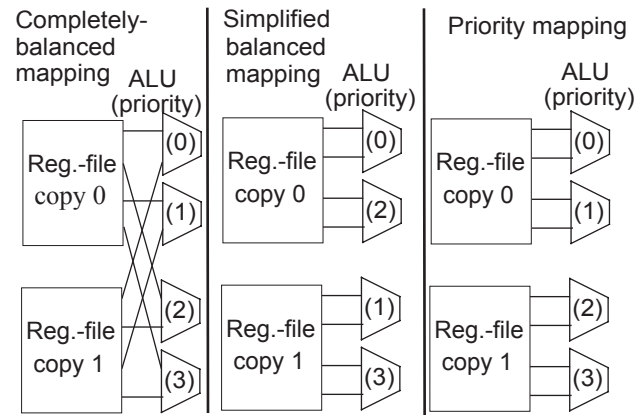 Completely-
balanced
mapping
ALU
(priority)
Reg.-file
copy 0
(0)
(1)
Reg.-file
copy 1
(2)
(3)
Simplified
balanced
mapping
ALU
(priority)
Reg.-file
copy 0
(0)
(2)
Reg.-file
copy 1
(1)
(3)
Priority mapping
ALU
(priority)
Reg.-file
copy 0
(0)
(1)
Reg.-file
copy 1
(2)
(3)